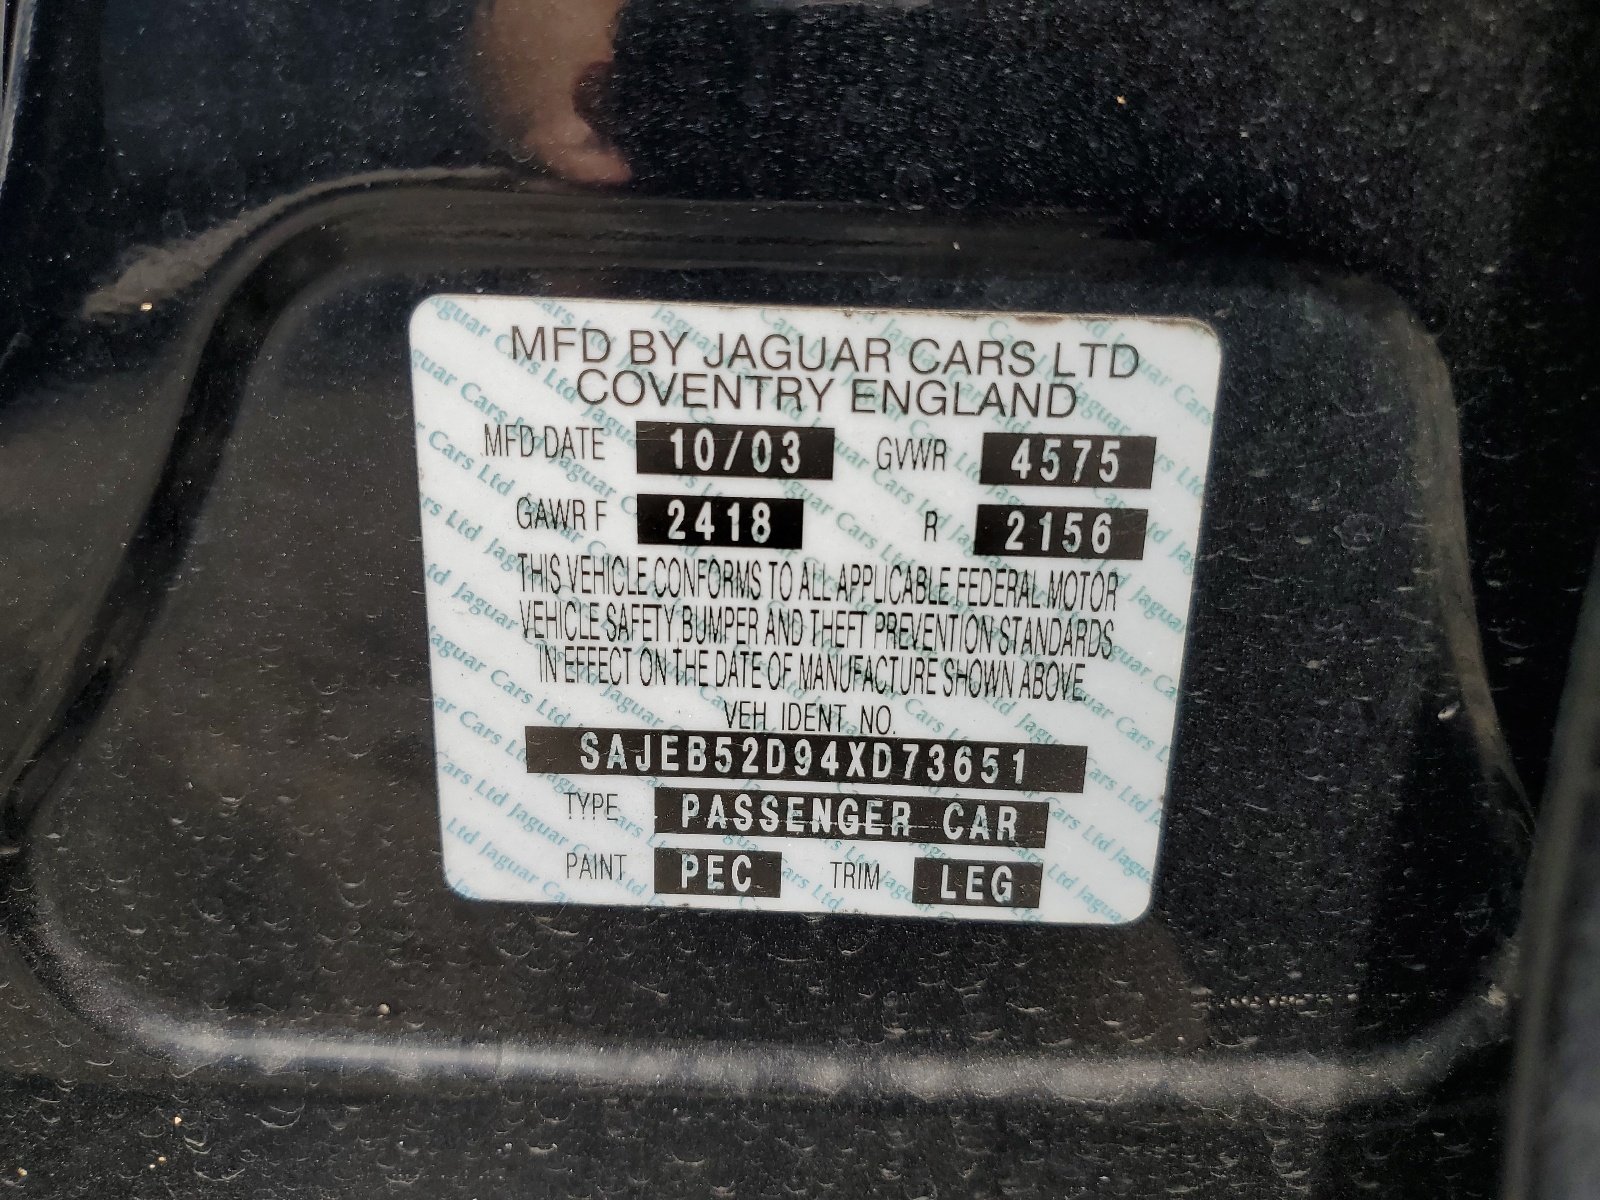 MFD BY JAGUAR CARS LTD
COVENTRY ENGLAND
MFD DATE 10/03 GVWR 4575
GAWR F 2418 R 2156
THIS VEHICLE CONFORMS TO ALL APPLICABLE FEDERAL MOTOR
VEHICLE SAFETY, BUMPER AND THEFT PREVENTION STANDARDS
IN EFFECT ON THE DATE OF MANUFACTURE SHOWN ABOVE
VEH. IDENT. NO.
SAJEB52D94XD73651
TYPE PASSENGER CAR
PAINT PEC TRIM LEG